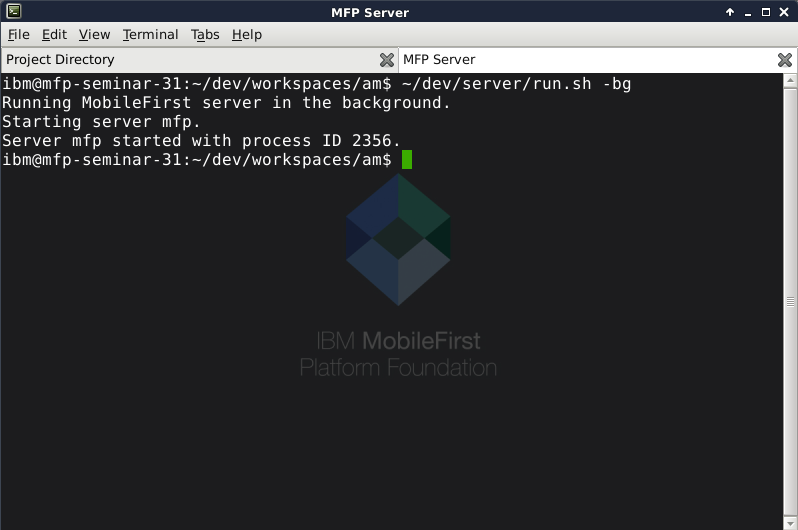 MFP Server
File Edit View Terminal Tabs Help
Project Directory
MFP Server
ibm@mfp-seminar-31:~/dev/workspaces/am$ ~/dev/server/run.sh -bg
Running MobileFirst server in the background.
Starting server mfp.
Server mfp started with process ID 2356.
ibm@mfp-seminar-31:~/dev/workspaces/am$
IBM MobileFirst
Platform Foundation